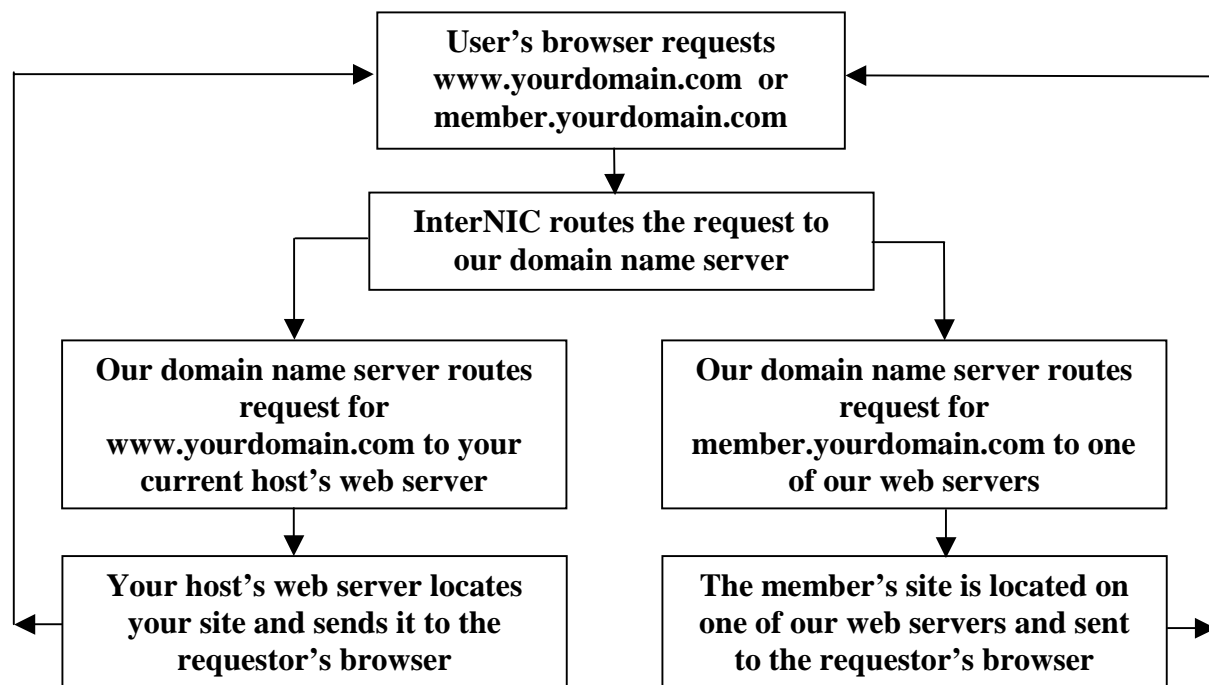 User’s browser requests
www.yourdomain.com or
member.yourdomain.com
InterNIC routes the request to
our domain name server
Our domain name server routes
request for
www.yourdomain.com to your
current host’s web server
Our domain name server routes
request for
member.yourdomain.com to one
of our web servers
Your host’s web server locates
your site and sends it to the
requestor’s browser
The member’s site is located on
one of our web servers and sent
to the requestor’s browser